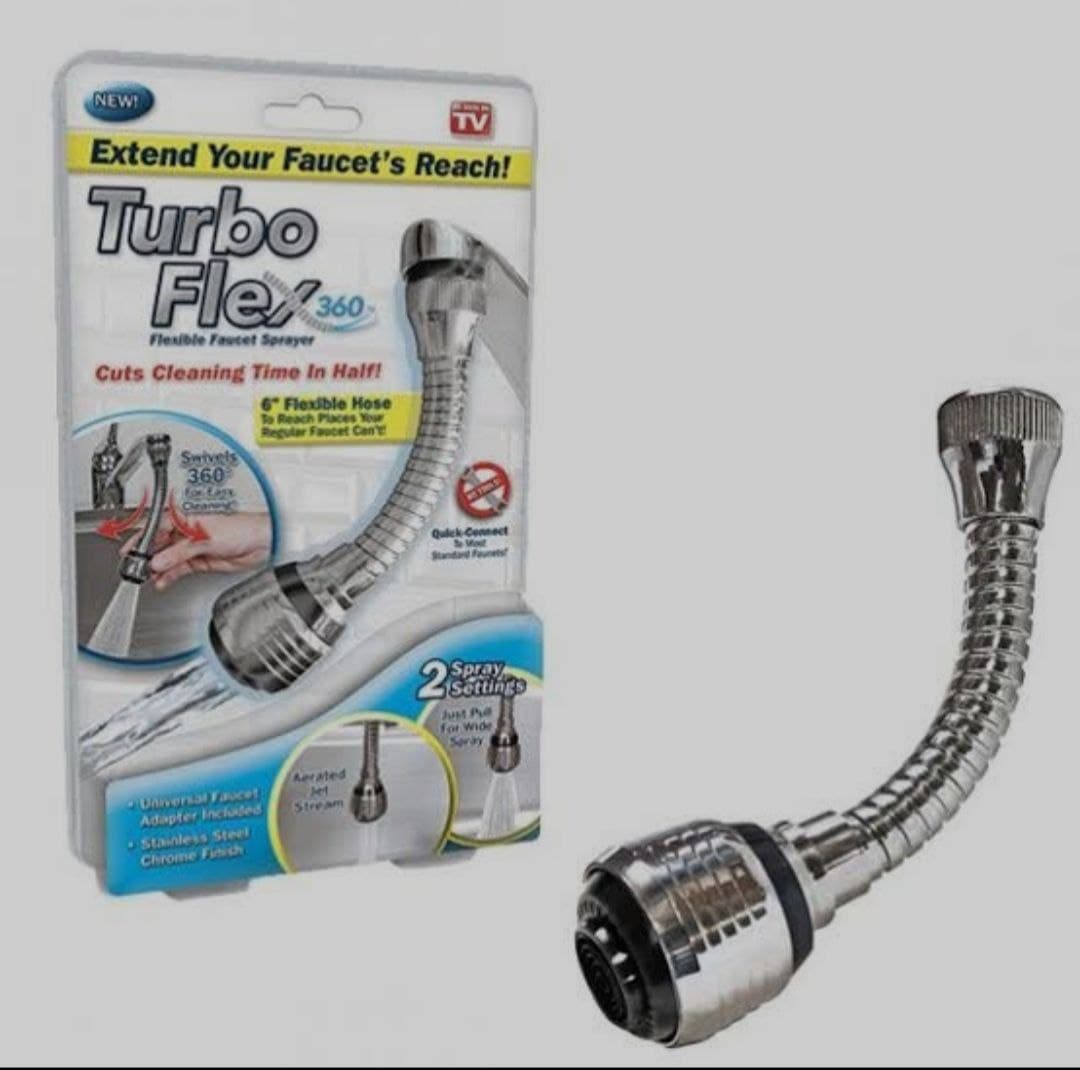 NEW!
AS SEEN ON
TV
Extend Your Faucet's Reach!
Turbo
Flex 360™
Flexible Faucet Sprayer
Cuts Cleaning Time In Half!
6" Flexible Hose
To Reach Places Your
Regular Faucet Can't!
Swivels
360°
For Easy
Cleaning!
Quick-Connect
To Most
Standard Faucets!
2 Spray
Settings
Just Pull
For Wide
Spray
Aerated
Jet
Stream
• Universal Faucet
Adapter Included
• Stainless Steel
Chrome Finish